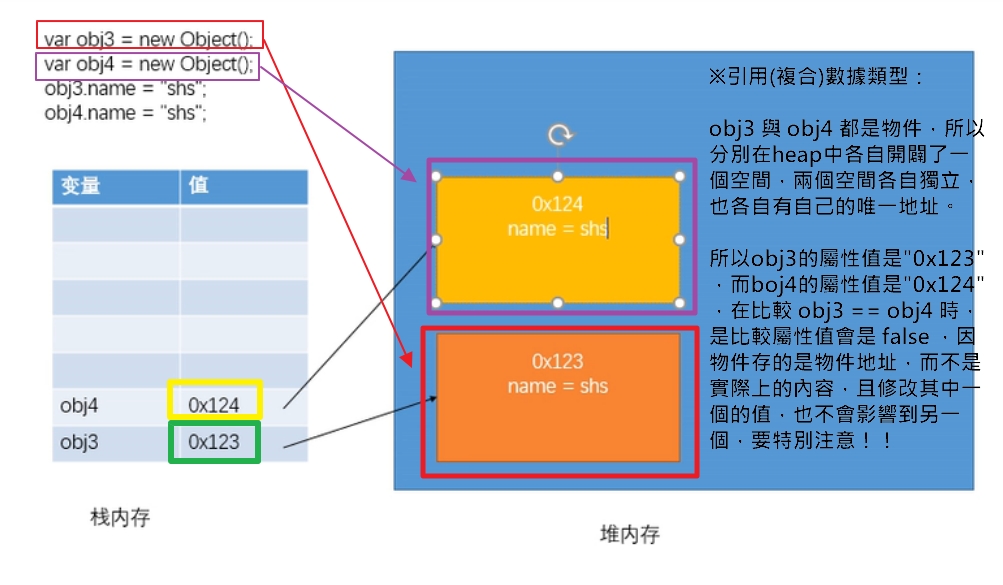 var obj3 = new Object();
var obj4 = new Object();
obj3.name = "shs";
obj4.name = "shs";
变量 值
obj4 0x124
obj3 0x123
栈内存
0x124
name = shs
0x123
name = shs
堆内存
※引用(複合)數據類型：
obj3 與 obj4 都是物件，所以
分別在heap中各自開闢了一
個空間，兩個空間各自獨立，
也各自有自己的唯一地址。
所以obj3的屬性值是"0x123"
，而boj4的屬性值是"0x124"
，在比較 obj3 == obj4 時，
是比較屬性值會是 false ，因
物件存的是物件地址，而不是
實際上的內容，且修改其中一
個的值，也不會影響到另一
個，要特別注意！！